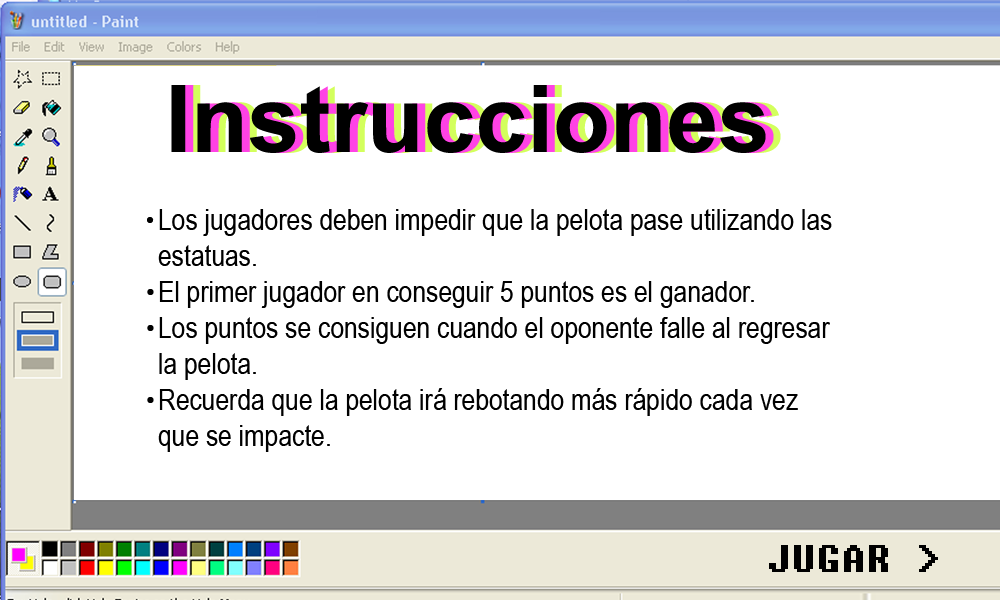 untitled - Paint
File Edit View Image Colors Help
Instrucciones
• Los jugadores deben impedir que la pelota pase utilizando las
estatuas.
• El primer jugador en conseguir 5 puntos es el ganador.
• Los puntos se consiguen cuando el oponente falle al regresar
la pelota.
• Recuerda que la pelota irá rebotando más rápido cada vez
que se impacte.
A
JUGAR >